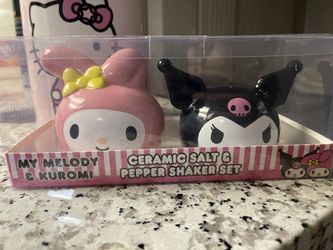 MY MELODY
& KUROMI
CERAMIC SALT &
PEPPER SHAKER SET